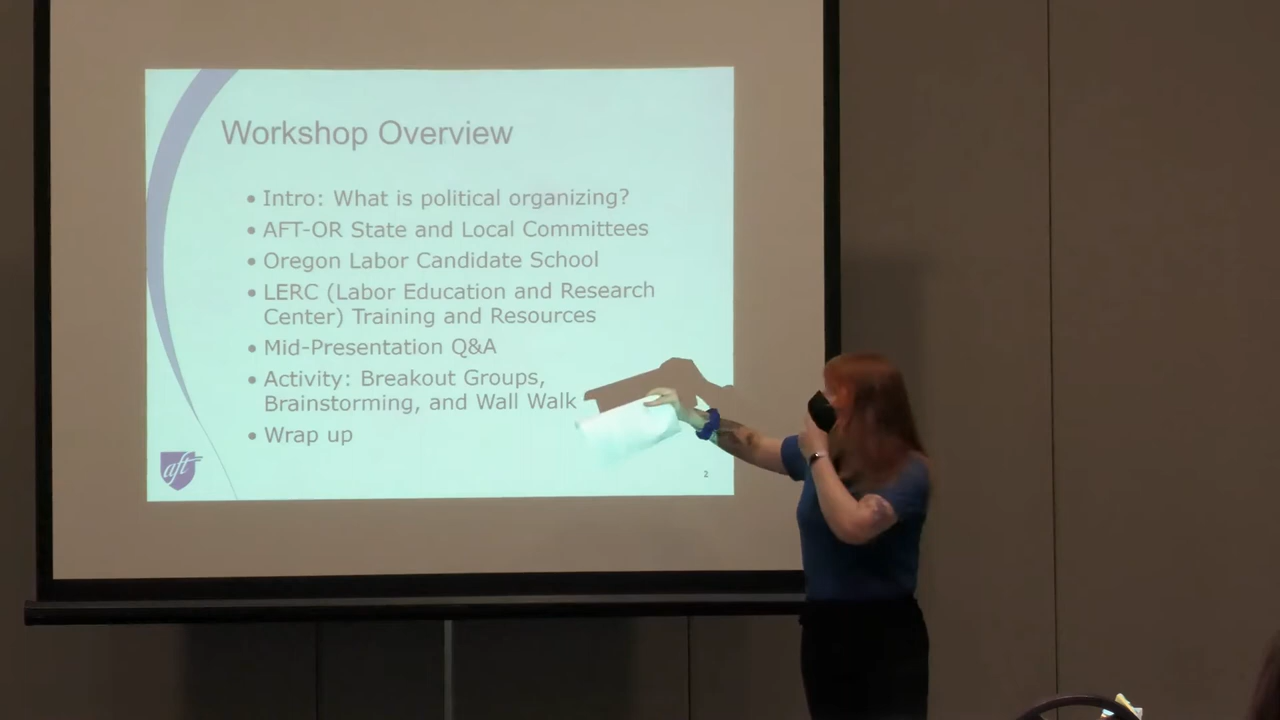 Workshop Overview
• Intro: What is political organizing?
• AFT-OR State and Local Committees
• Oregon Labor Candidate School
• LERC (Labor Education and Research
Center) Training and Resources
• Mid-Presentation Q&A
• Activity: Breakout Groups,
Brainstorming, and Wall Walk
• Wrap up
aft
2